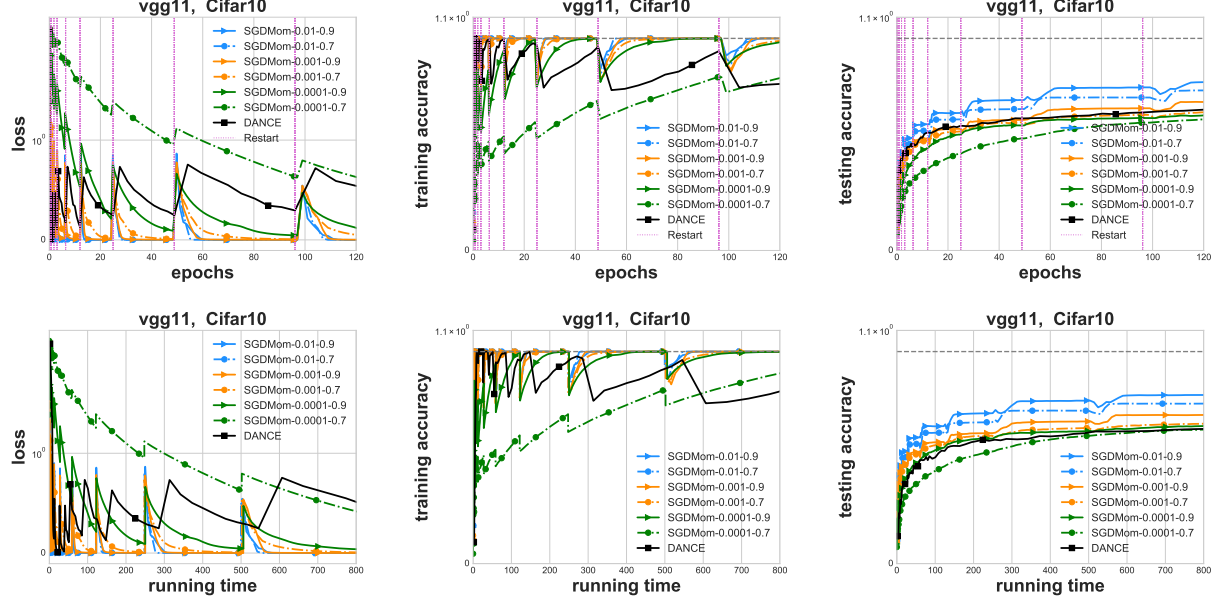 vgg11, Cifar10
loss
10⁰
0
SGDMom-0.01-0.9
SGDMom-0.01-0.7
SGDMom-0.001-0.9
SGDMom-0.001-0.7
SGDMom-0.0001-0.9
SGDMom-0.0001-0.7
DANCE
Restart
0 20 40 60 80 100 120
epochs
vgg11, Cifar10
training accuracy
1.1 × 10⁰
0
SGDMom-0.01-0.9
SGDMom-0.01-0.7
SGDMom-0.001-0.9
SGDMom-0.001-0.7
SGDMom-0.0001-0.9
SGDMom-0.0001-0.7
DANCE
Restart
0 20 40 60 80 100 120
epochs
vgg11, Cifar10
testing accuracy
1.1 × 10⁰
0
SGDMom-0.01-0.9
SGDMom-0.01-0.7
SGDMom-0.001-0.9
SGDMom-0.001-0.7
SGDMom-0.0001-0.9
SGDMom-0.0001-0.7
DANCE
Restart
0 20 40 60 80 100 120
epochs
vgg11, Cifar10
loss
10⁰
0
SGDMom-0.01-0.9
SGDMom-0.01-0.7
SGDMom-0.001-0.9
SGDMom-0.001-0.7
SGDMom-0.0001-0.9
SGDMom-0.0001-0.7
DANCE
0 100 200 300 400 500 600 700 800
running time
vgg11, Cifar10
training accuracy
1.1 × 10⁰
0
SGDMom-0.01-0.9
SGDMom-0.01-0.7
SGDMom-0.001-0.9
SGDMom-0.001-0.7
SGDMom-0.0001-0.9
SGDMom-0.0001-0.7
DANCE
0 100 200 300 400 500 600 700 800
running time
vgg11, Cifar10
testing accuracy
1.1 × 10⁰
0
SGDMom-0.01-0.9
SGDMom-0.01-0.7
SGDMom-0.001-0.9
SGDMom-0.001-0.7
SGDMom-0.0001-0.9
SGDMom-0.0001-0.7
DANCE
0 100 200 300 400 500 600 700 800
running time